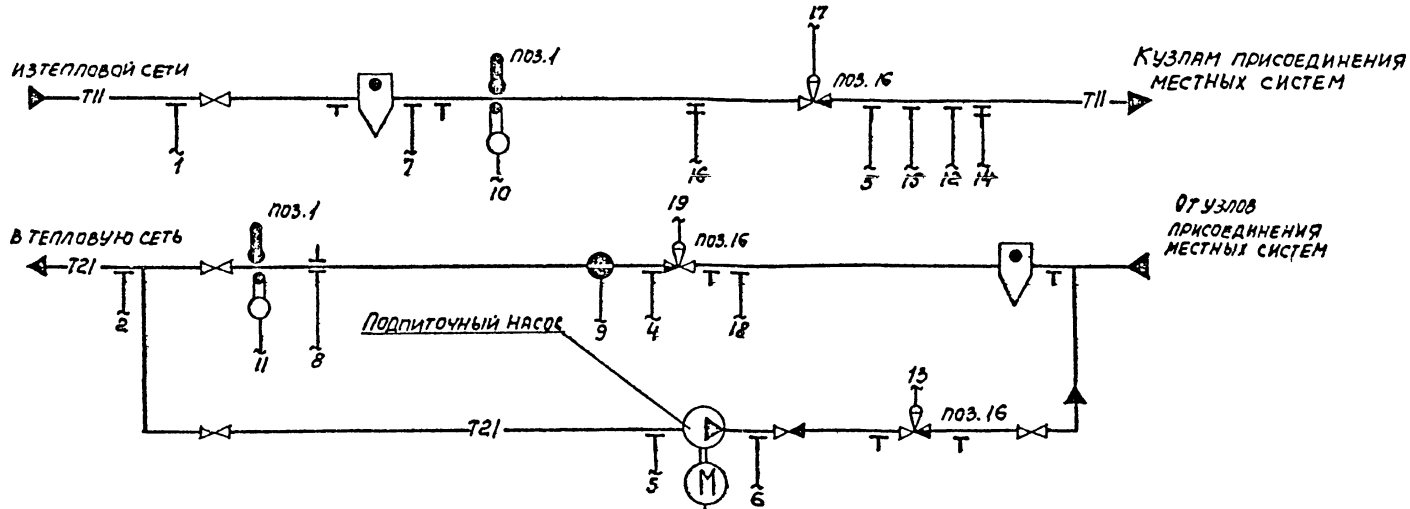 ИЗ ТЕПЛОВОЙ СЕТИ
Т11
поз.1
17
поз.16
К УЗЛАМ ПРИСОЕДИНЕНИЯ
МЕСТНЫХ СИСТЕМ
Т11
1
7
10
16
5
15
12
14
В ТЕПЛОВУЮ СЕТЬ
Т21
поз.1
19
поз.16
ОТ УЗЛОВ
ПРИСОЕДИНЕНИЯ
МЕСТНЫХ СИСТЕМ
2
11
8
9
4
18
ПОДПИТОЧНЫЙ НАСОС
13
поз.16
Т21
5
6
М